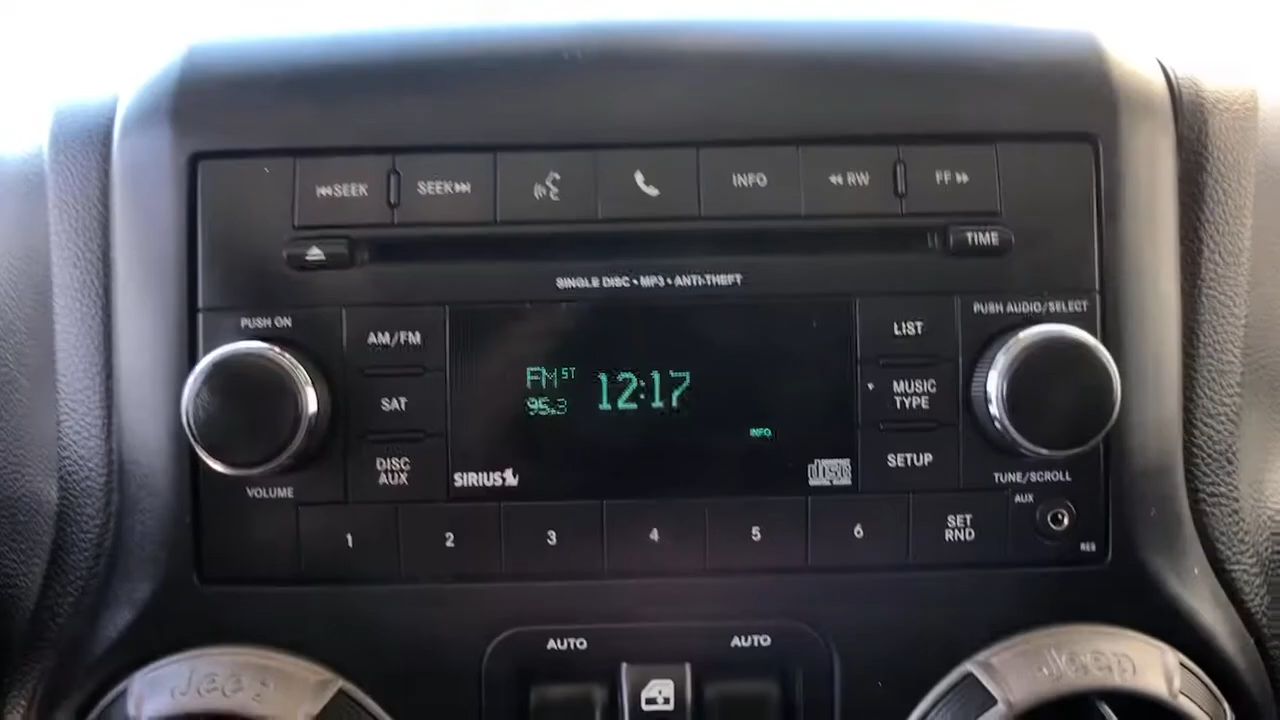 SEEK
SEEK
INFO
RW
FF
TIME
SINGLE DISC • MP3 • ANTI-THEFT
PUSH ON
AM/FM
SAT
DISC
AUX
VOLUME
FM ST
95.3
12:17
INFO
SIRIUS
disc
LIST
MUSIC
TYPE
SETUP
PUSH AUDIO/SELECT
TUNE/SCROLL
AUX
1
2
3
4
5
6
SET
RND
RES
AUTO
AUTO
Jeep
Jeep